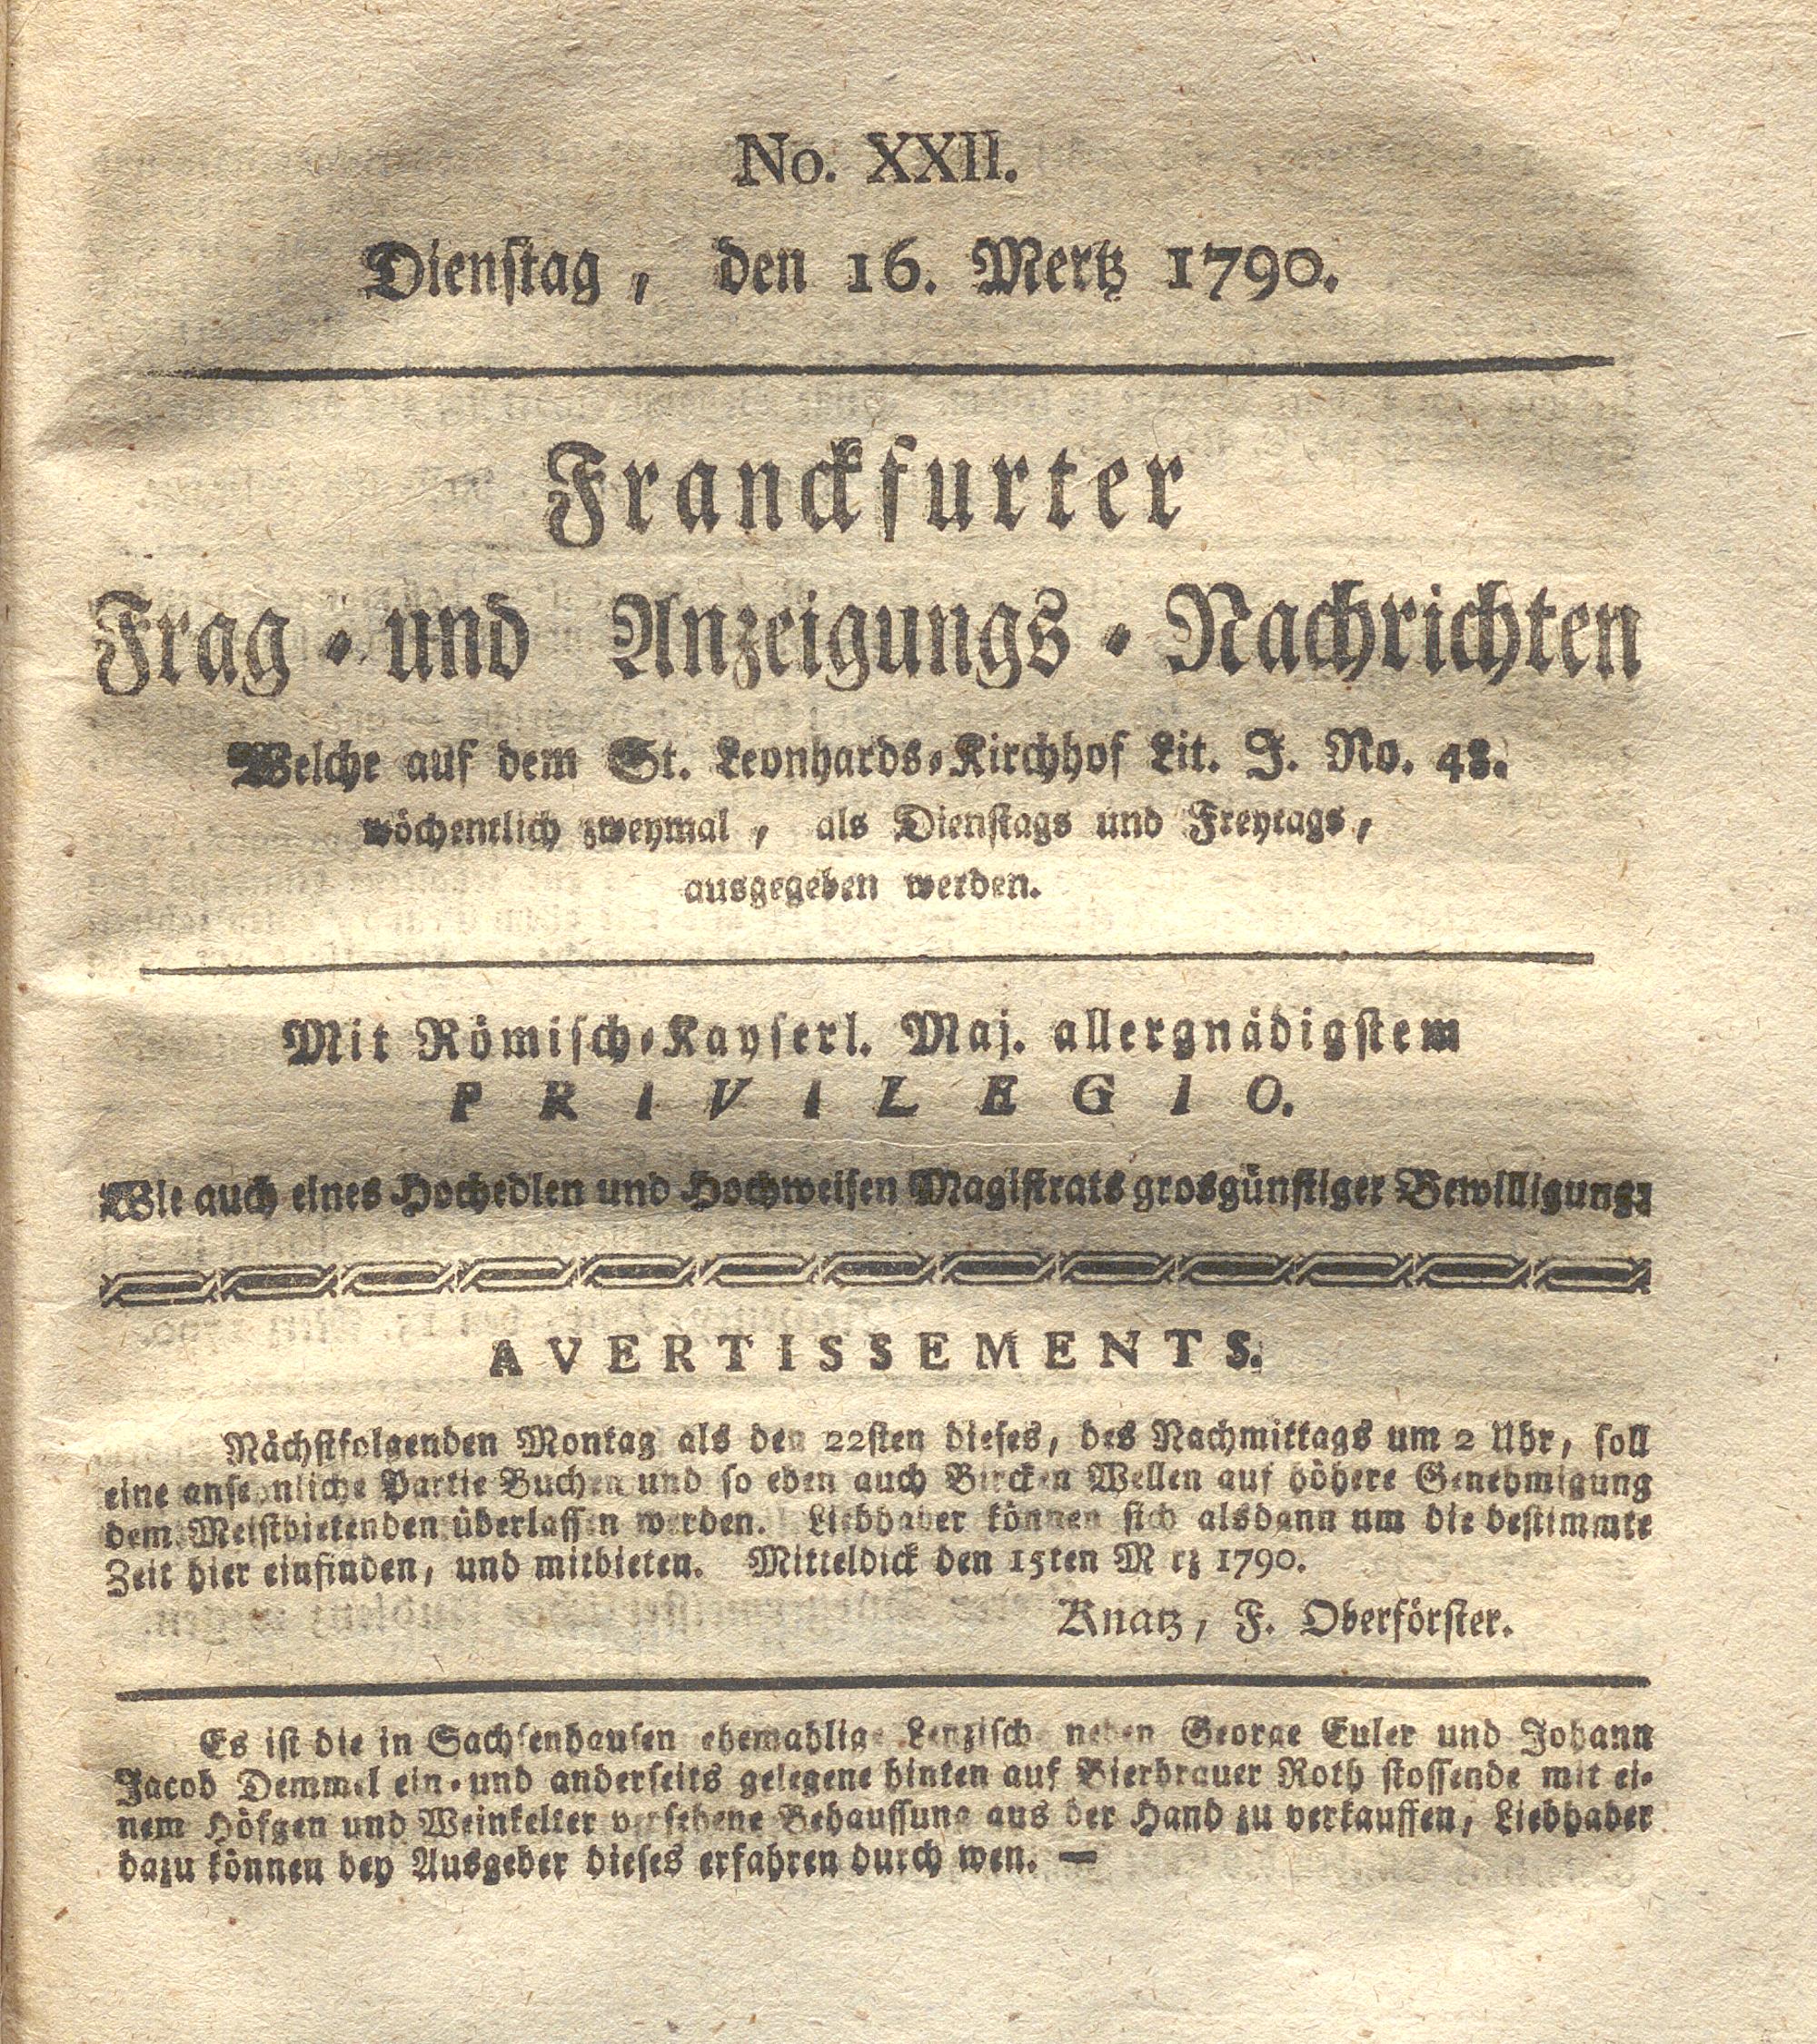 No. XXII.
Dienſtag, den 16. Mertz 1790.
Franckfurter
Frag- und Anzeigungs-Nachrichten
Welche auf dem St. Leonhards-Kirchhof Lit. J. No. 48.
wöchentlich zweymal, als Dienſtags und Freytags,
ausgegeben werden.
Mit Römiſch-Kayſerl. Maj. allergnädigſtem
PRIVILEGIO.
Wie auch eines Hochedlen und Hochweiſen Magiſtrats grosgünſtiger Bewilligung.
AVERTISSEMENTS.
Nächſtfolgenden Montag als den 22ſten dieſes, des Nachmittags um 2 Uhr, ſoll
eine anſehnliche Partie Buchen und ſo eben auch Bircken Wellen auf höhere Genehmigung
dem Meiſtbietenden überlaſſen werden. Liebhaber können ſich alsdann um die beſtimmte
Zeit hier einfinden, und mitbieten. Mitteldick den 15ten M rz 1790.
Knatz, F. Oberförſter.
Es iſt die in Sachſenhauſen ehemahlige Lenziſche neben George Euler und Johann
Jacob Demmel ein- und anderſeits gelegene hinten auf Bierbrauer Roth ſtoſſende mit ei-
nem Höfgen und Weinkelter verſehene Behauſſung aus der Hand zu verkauffen, Liebhaber
dazu können bey Ausgeber dieſes erfahren durch wen. —